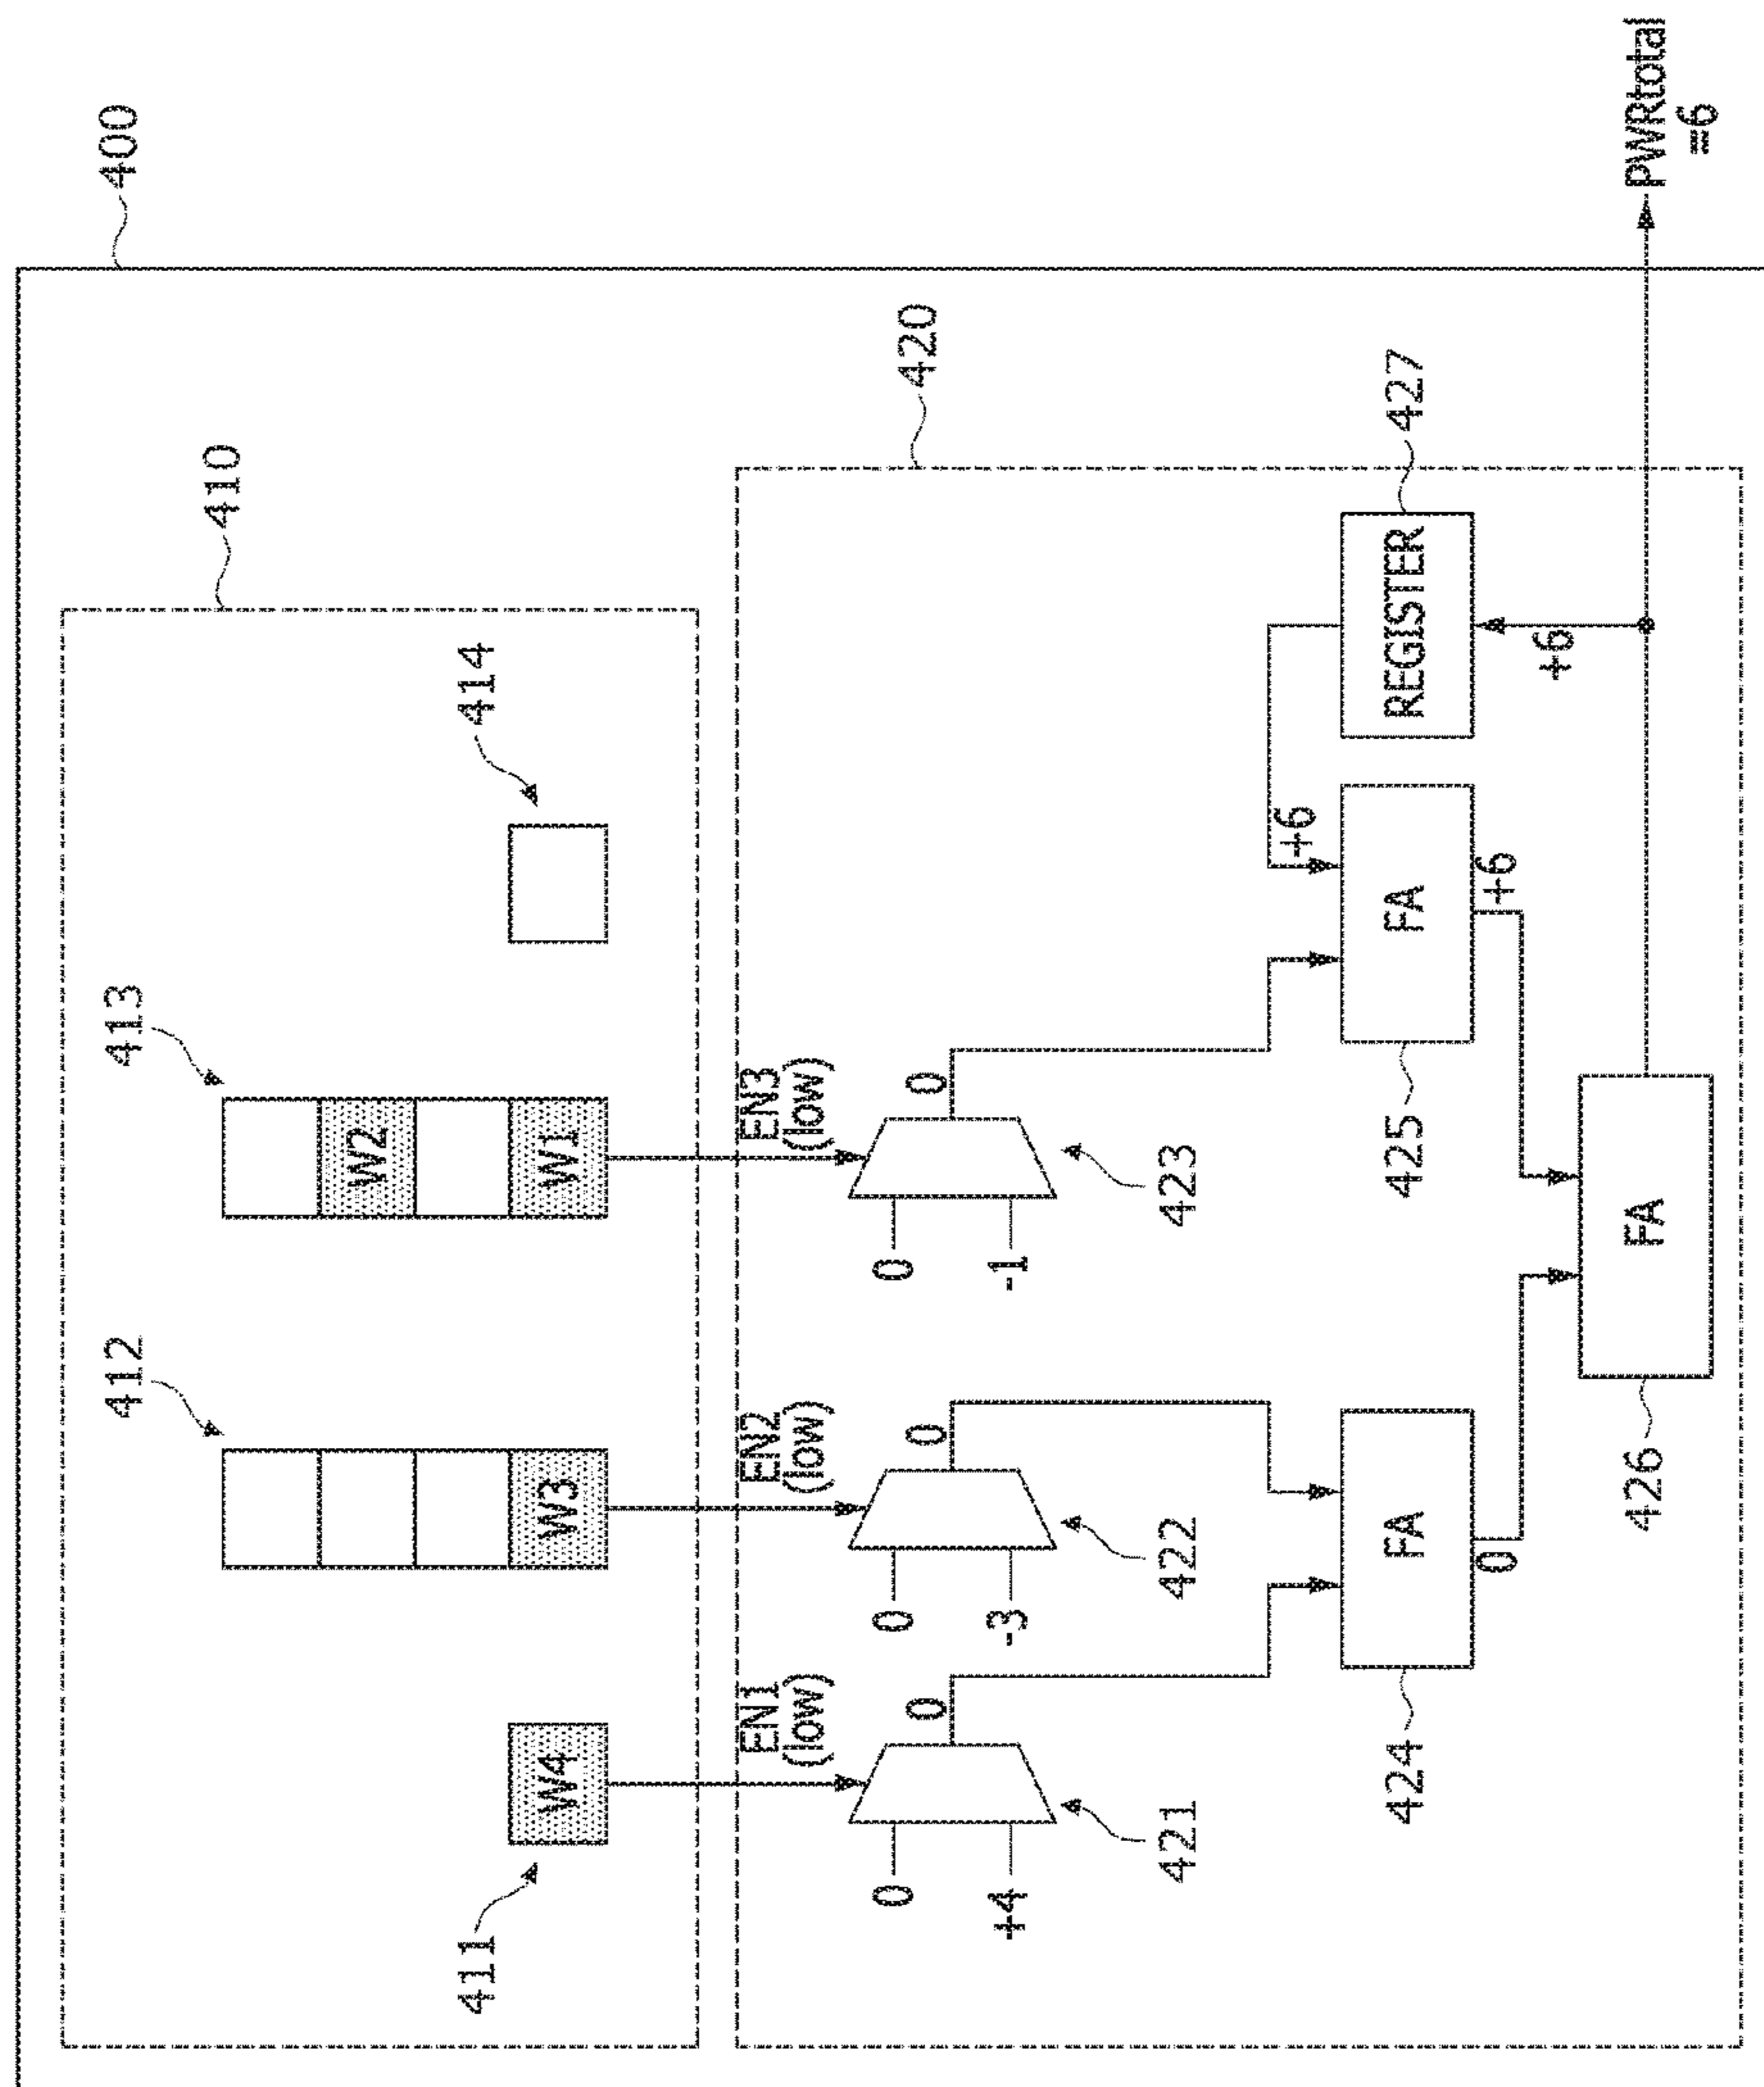 400
410
411
412
413
414
W4
W3
W2
W1
420
EN1
(low)
EN2
(low)
EN3
(low)
0
+4
0
421
0
-3
0
422
0
-1
0
423
+6
FA
424
FA
425
REGISTER
427
0
+6
+6
FA
426
PWRtotal
=6